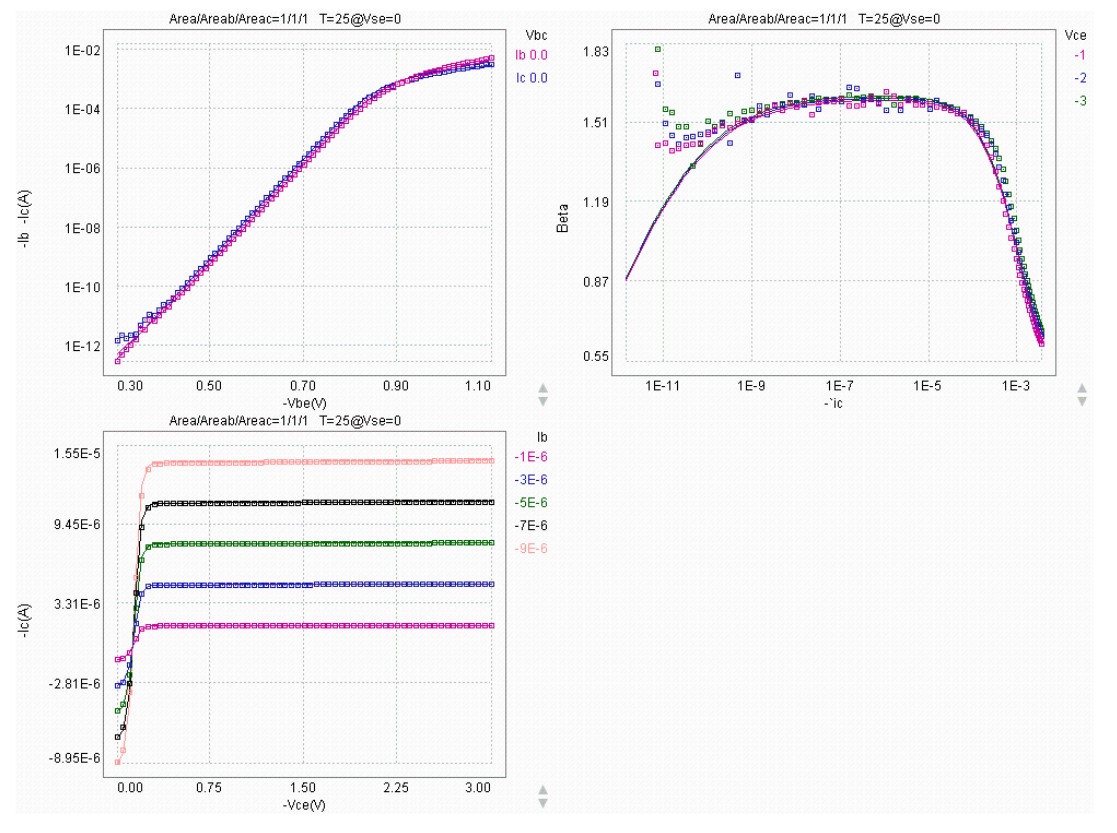 Area/Areab/Areac=1/1/1 T=25@Vse=0
Vbc
Ib 0.0
Ic 0.0
1E-02
1E-04
1E-06
1E-08
1E-10
1E-12
-Ib -Ic(A)
0.30 0.50 0.70 0.90 1.10
-Vbe(V)
Area/Areab/Areac=1/1/1 T=25@Vse=0
Vce
-1
-2
-3
1.83
1.51
1.19
0.87
0.55
Beta
1E-11 1E-9 1E-7 1E-5 1E-3
-`ic
Area/Areab/Areac=1/1/1 T=25@Vse=0
Ib
-1E-6
-3E-6
-5E-6
-7E-6
-9E-6
1.55E-5
9.45E-6
3.31E-6
-2.81E-6
-8.95E-6
-Ic(A)
0.00 0.75 1.50 2.25 3.00
-Vce(V)